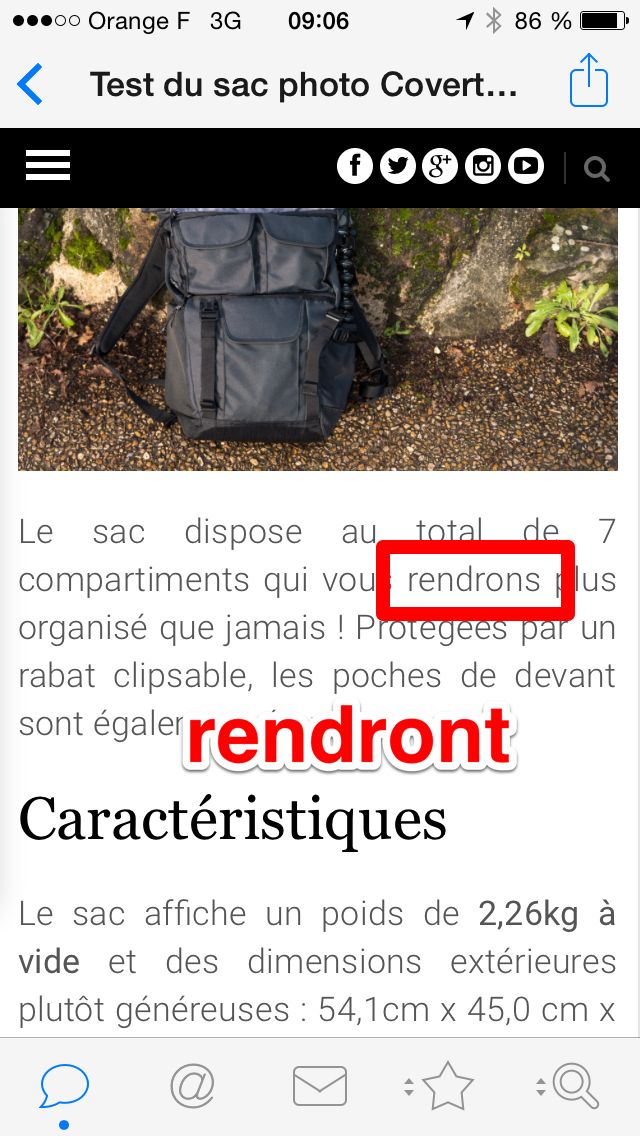 Orange F 3G 09:06 86 %
Test du sac photo Covert...
Le sac dispose au total de 7
compartiments qui vous rendrons plus
organisé que jamais ! Protégées par un
rabat clipsable, les poches de devant
sont
rendront
Caractéristiques
Le sac affiche un poids de 2,26kg à
vide et des dimensions extérieures
plutôt généreuses : 54,1cm x 45,0 cm x